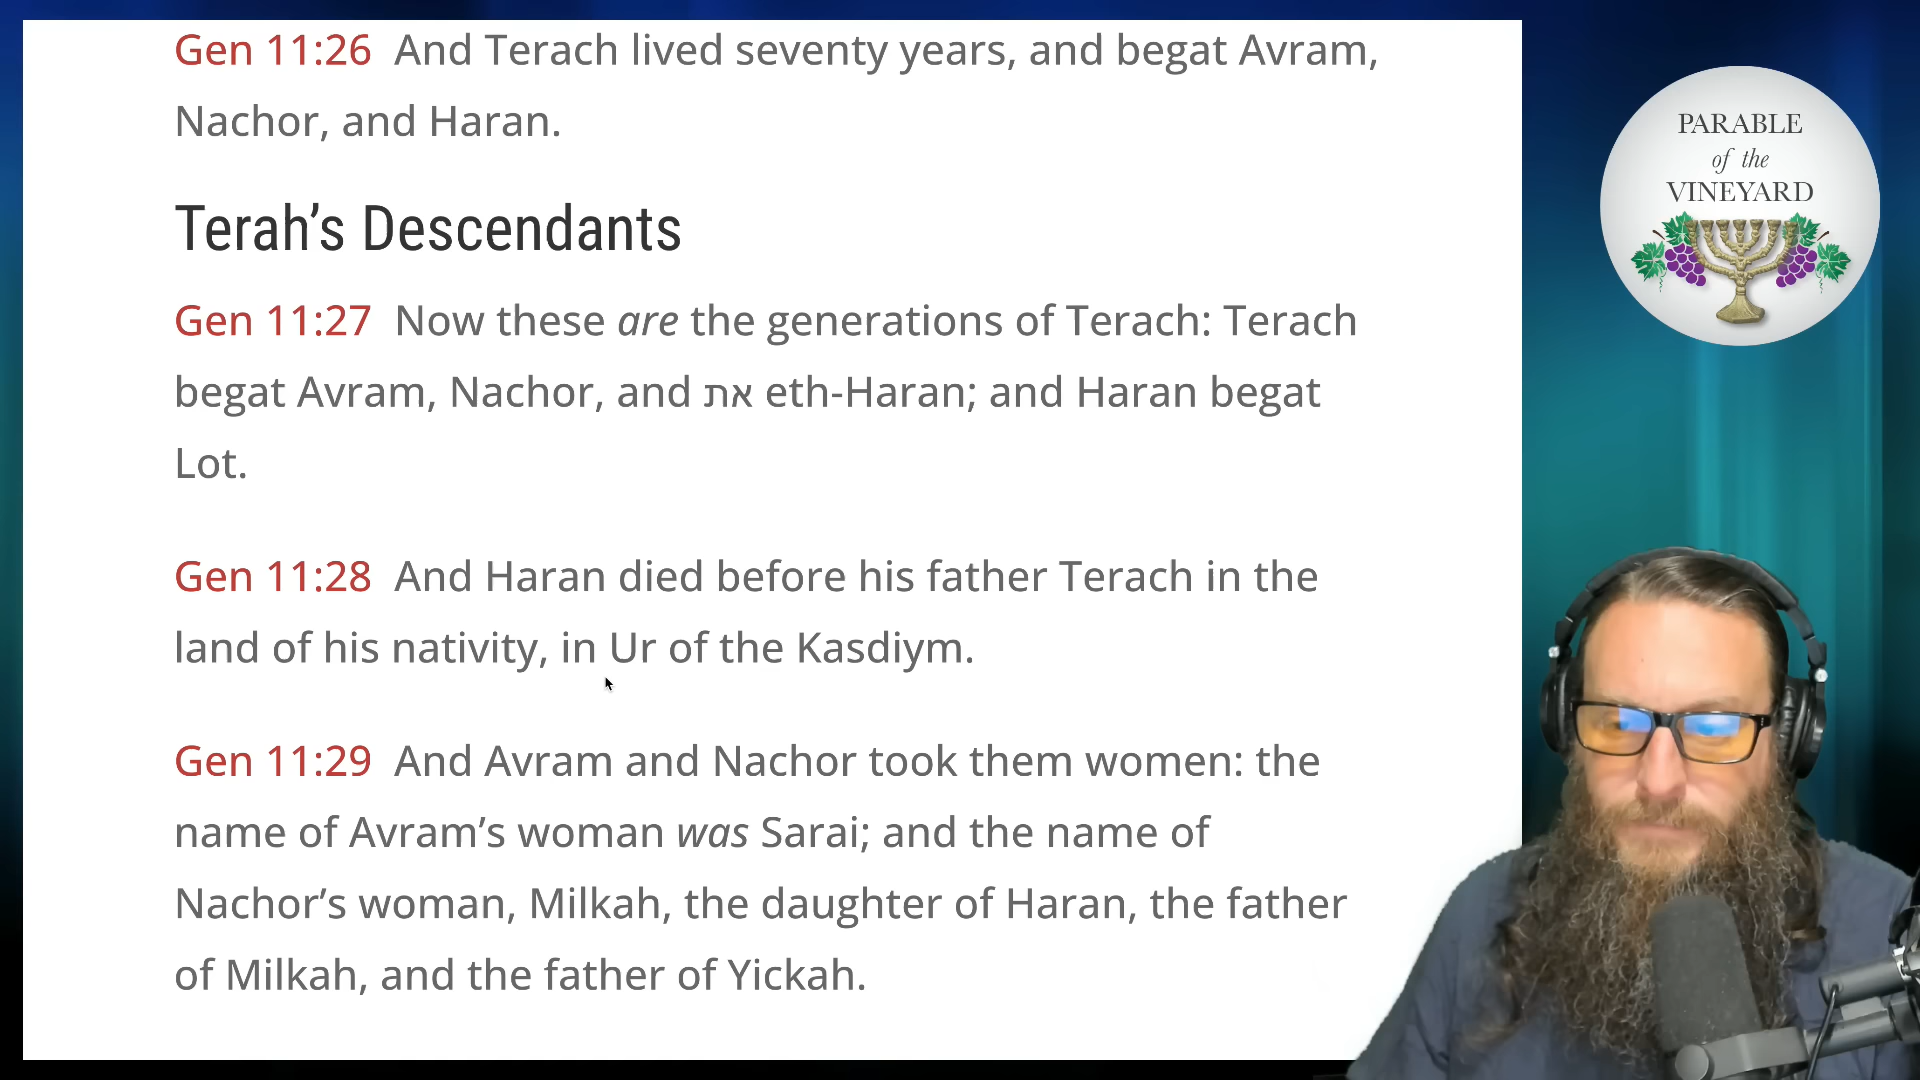 Gen 11:26 And Terach lived seventy years, and begat Avram,
Nachor, and Haran.
Terah’s Descendants
Gen 11:27 Now these are the generations of Terach: Terach
begat Avram, Nachor, and את eth-Haran; and Haran begat
Lot.
Gen 11:28 And Haran died before his father Terach in the
land of his nativity, in Ur of the Kasdiym.
Gen 11:29 And Avram and Nachor took them women: the
name of Avram’s woman was Sarai; and the name of
Nachor’s woman, Milkah, the daughter of Haran, the father
of Milkah, and the father of Yickah.
PARABLE
of the
VINEYARD